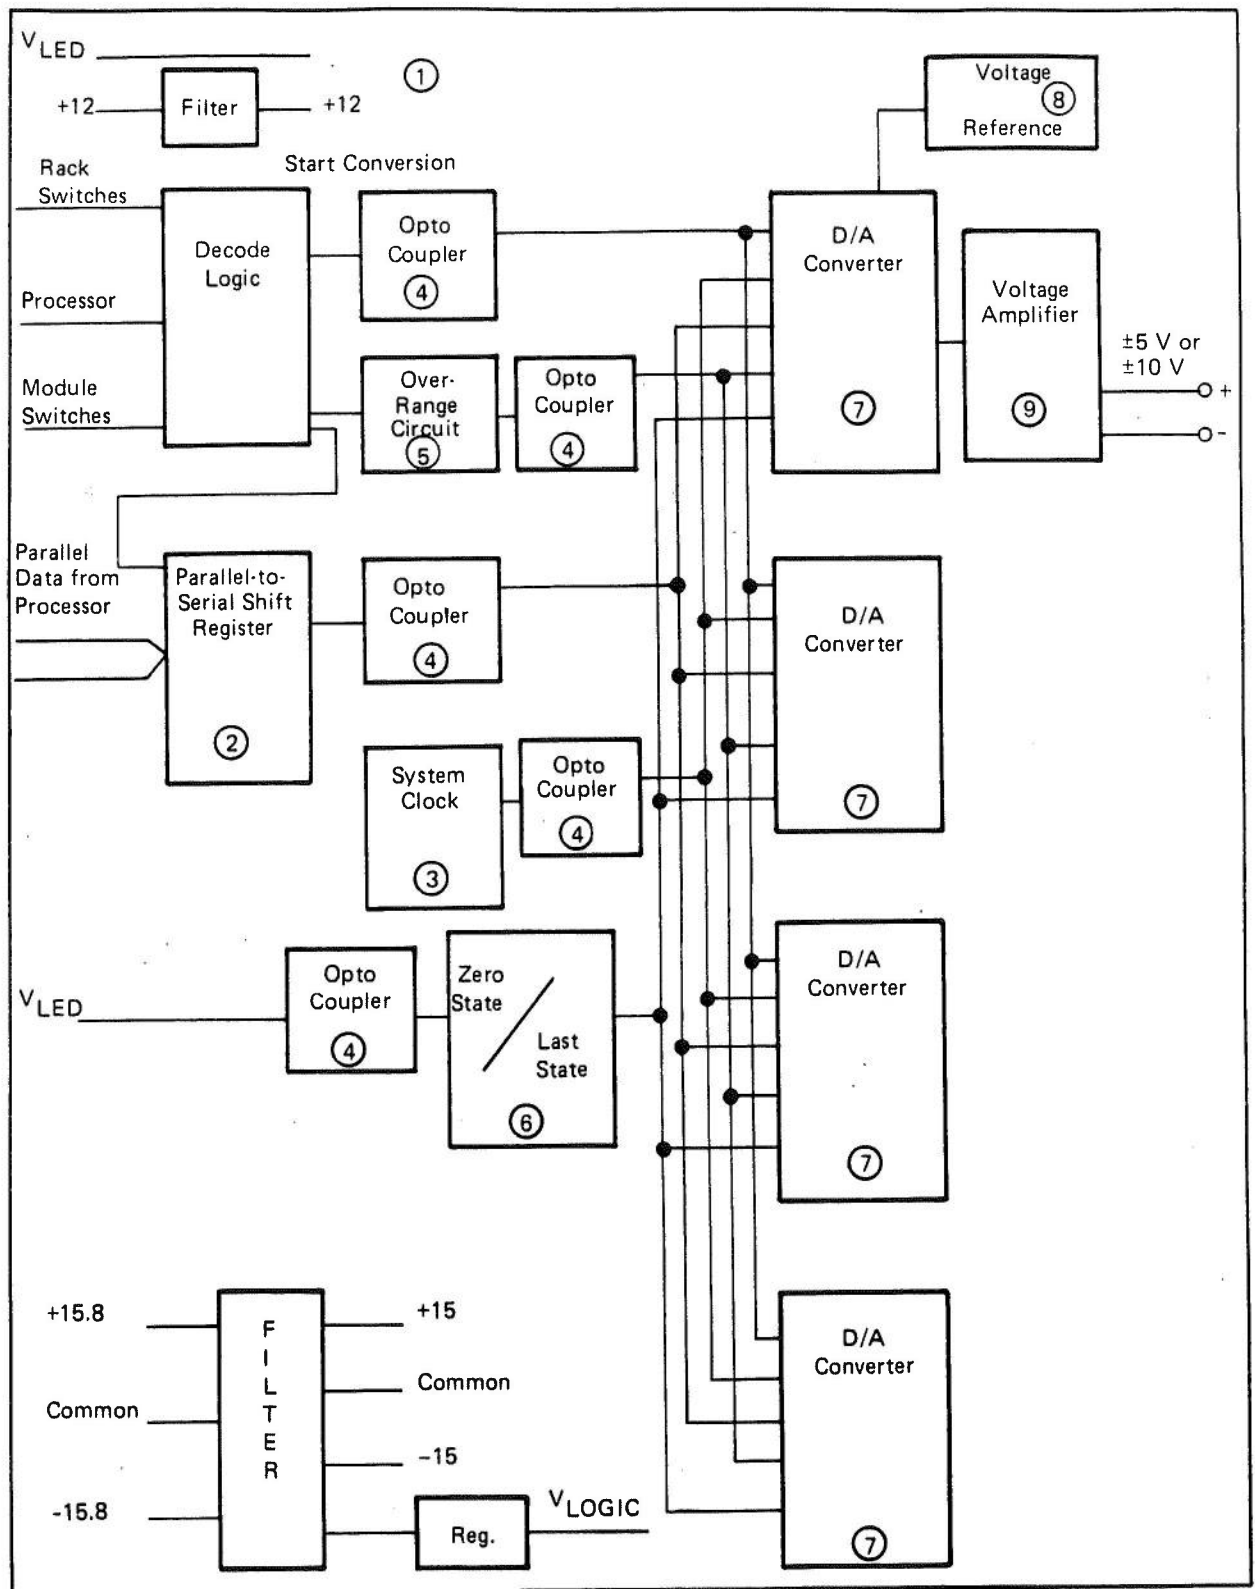 VLED
+12
Filter
+12
1
Voltage
8
Reference
Rack
Switches
Start Conversion
Decode
Logic
Opto
Coupler
4
D/A
Converter
7
Voltage
Amplifier
9
±5 V or
±10 V
+
-
Processor
Module
Switches
Over-
Range
Circuit
5
Opto
Coupler
4
Parallel
Data from
Processor
Parallel-to-
Serial Shift
Register
2
Opto
Coupler
4
D/A
Converter
7
System
Clock
3
Opto
Coupler
4
VLED
Opto
Coupler
4
Zero
State
Last
State
6
D/A
Converter
7
+15.8
Common
-15.8
FILTER
+15
Common
-15
Reg.
VLOGIC
D/A
Converter
7